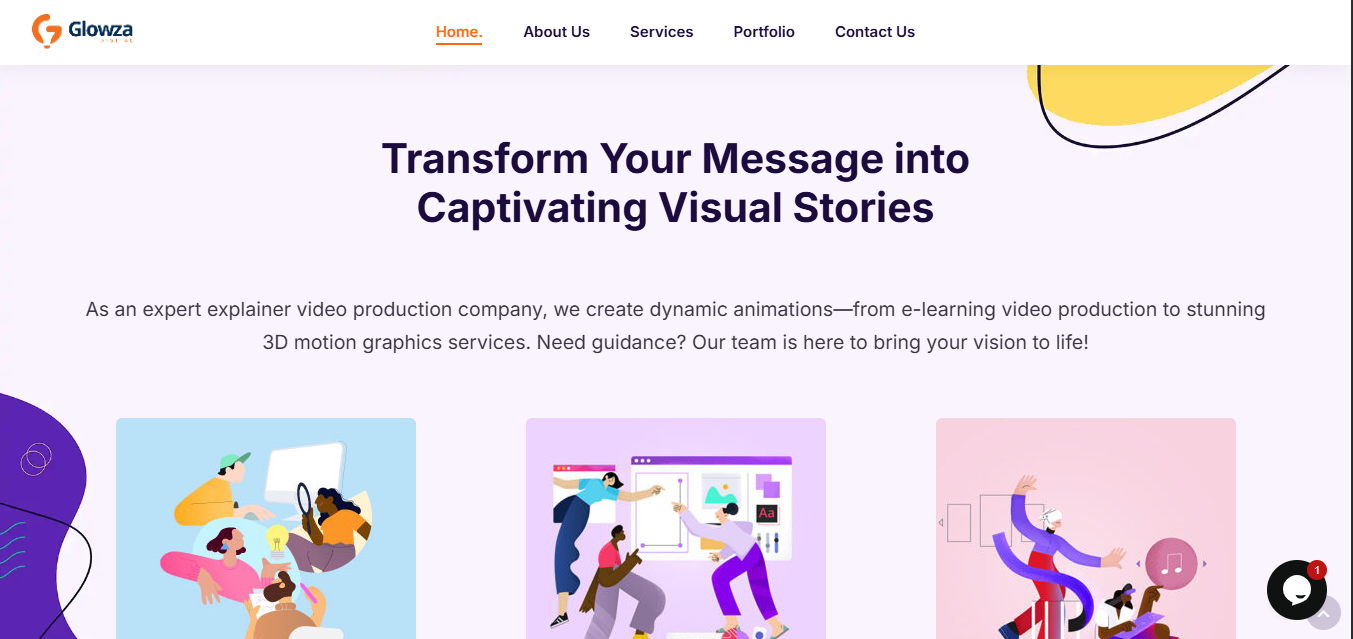 Glowza
DIGITAL
Home.
About Us
Services
Portfolio
Contact Us
Transform Your Message into
Captivating Visual Stories
As an expert explainer video production company, we create dynamic animations—from e-learning video production to stunning
3D motion graphics services. Need guidance? Our team is here to bring your vision to life!
Aa
1